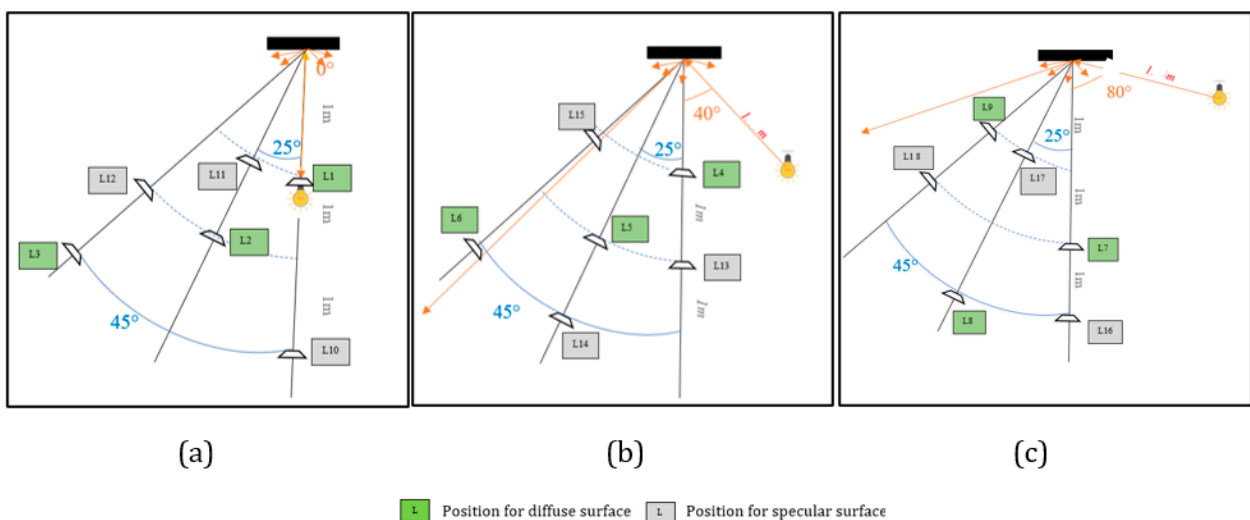 0°
1m
25°
L11
L12
L1
1m
L2
L3
1m
45°
L10
40°
L15
25°
L4
1m
L6
L5
L13
1m
45°
L14
80°
L9
1m
25°
L18
L17
1m
L7
45°
1m
L8
L16
(a)
(b)
(c)
L Position for diffuse surface
L Position for specular surface